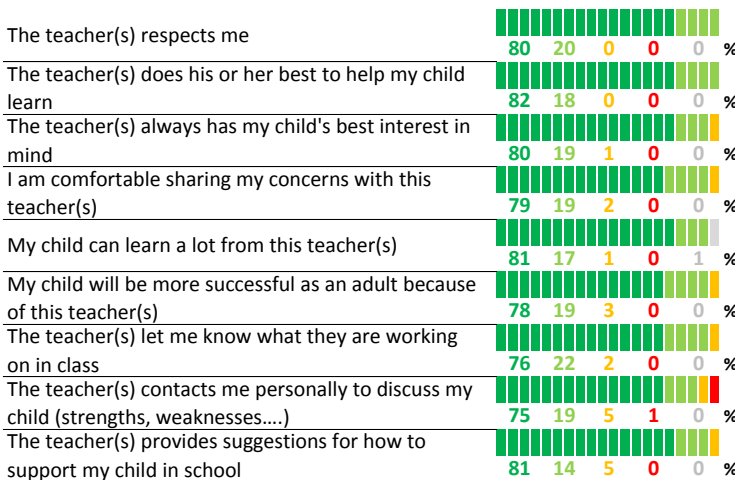 The teacher(s) respects me
80 20 0 0 0 %
The teacher(s) does his or her best to help my child
learn
82 18 0 0 0
The teacher(s) always has my child's best interest in
mind
80 19 1 0 0 %
I am comfortable sharing my concerns with this
teacher(s)
79 19 2 0 0 %
My child can learn a lot from this teacher(s)
81 17 1 0 1 %
My child will be more successful as an adult because
of this teacher(s)
78 19 3 0 0 %
The teacher(s) let me know what they are working
on in class
76 22 2 0 0 %
The teacher(s) contacts me personally to discuss my
child (strengths, weaknesses....)
75 19 5 1 0 %
The teacher(s) provides suggestions for how to
support my child in school
81 14 5 0 0 %